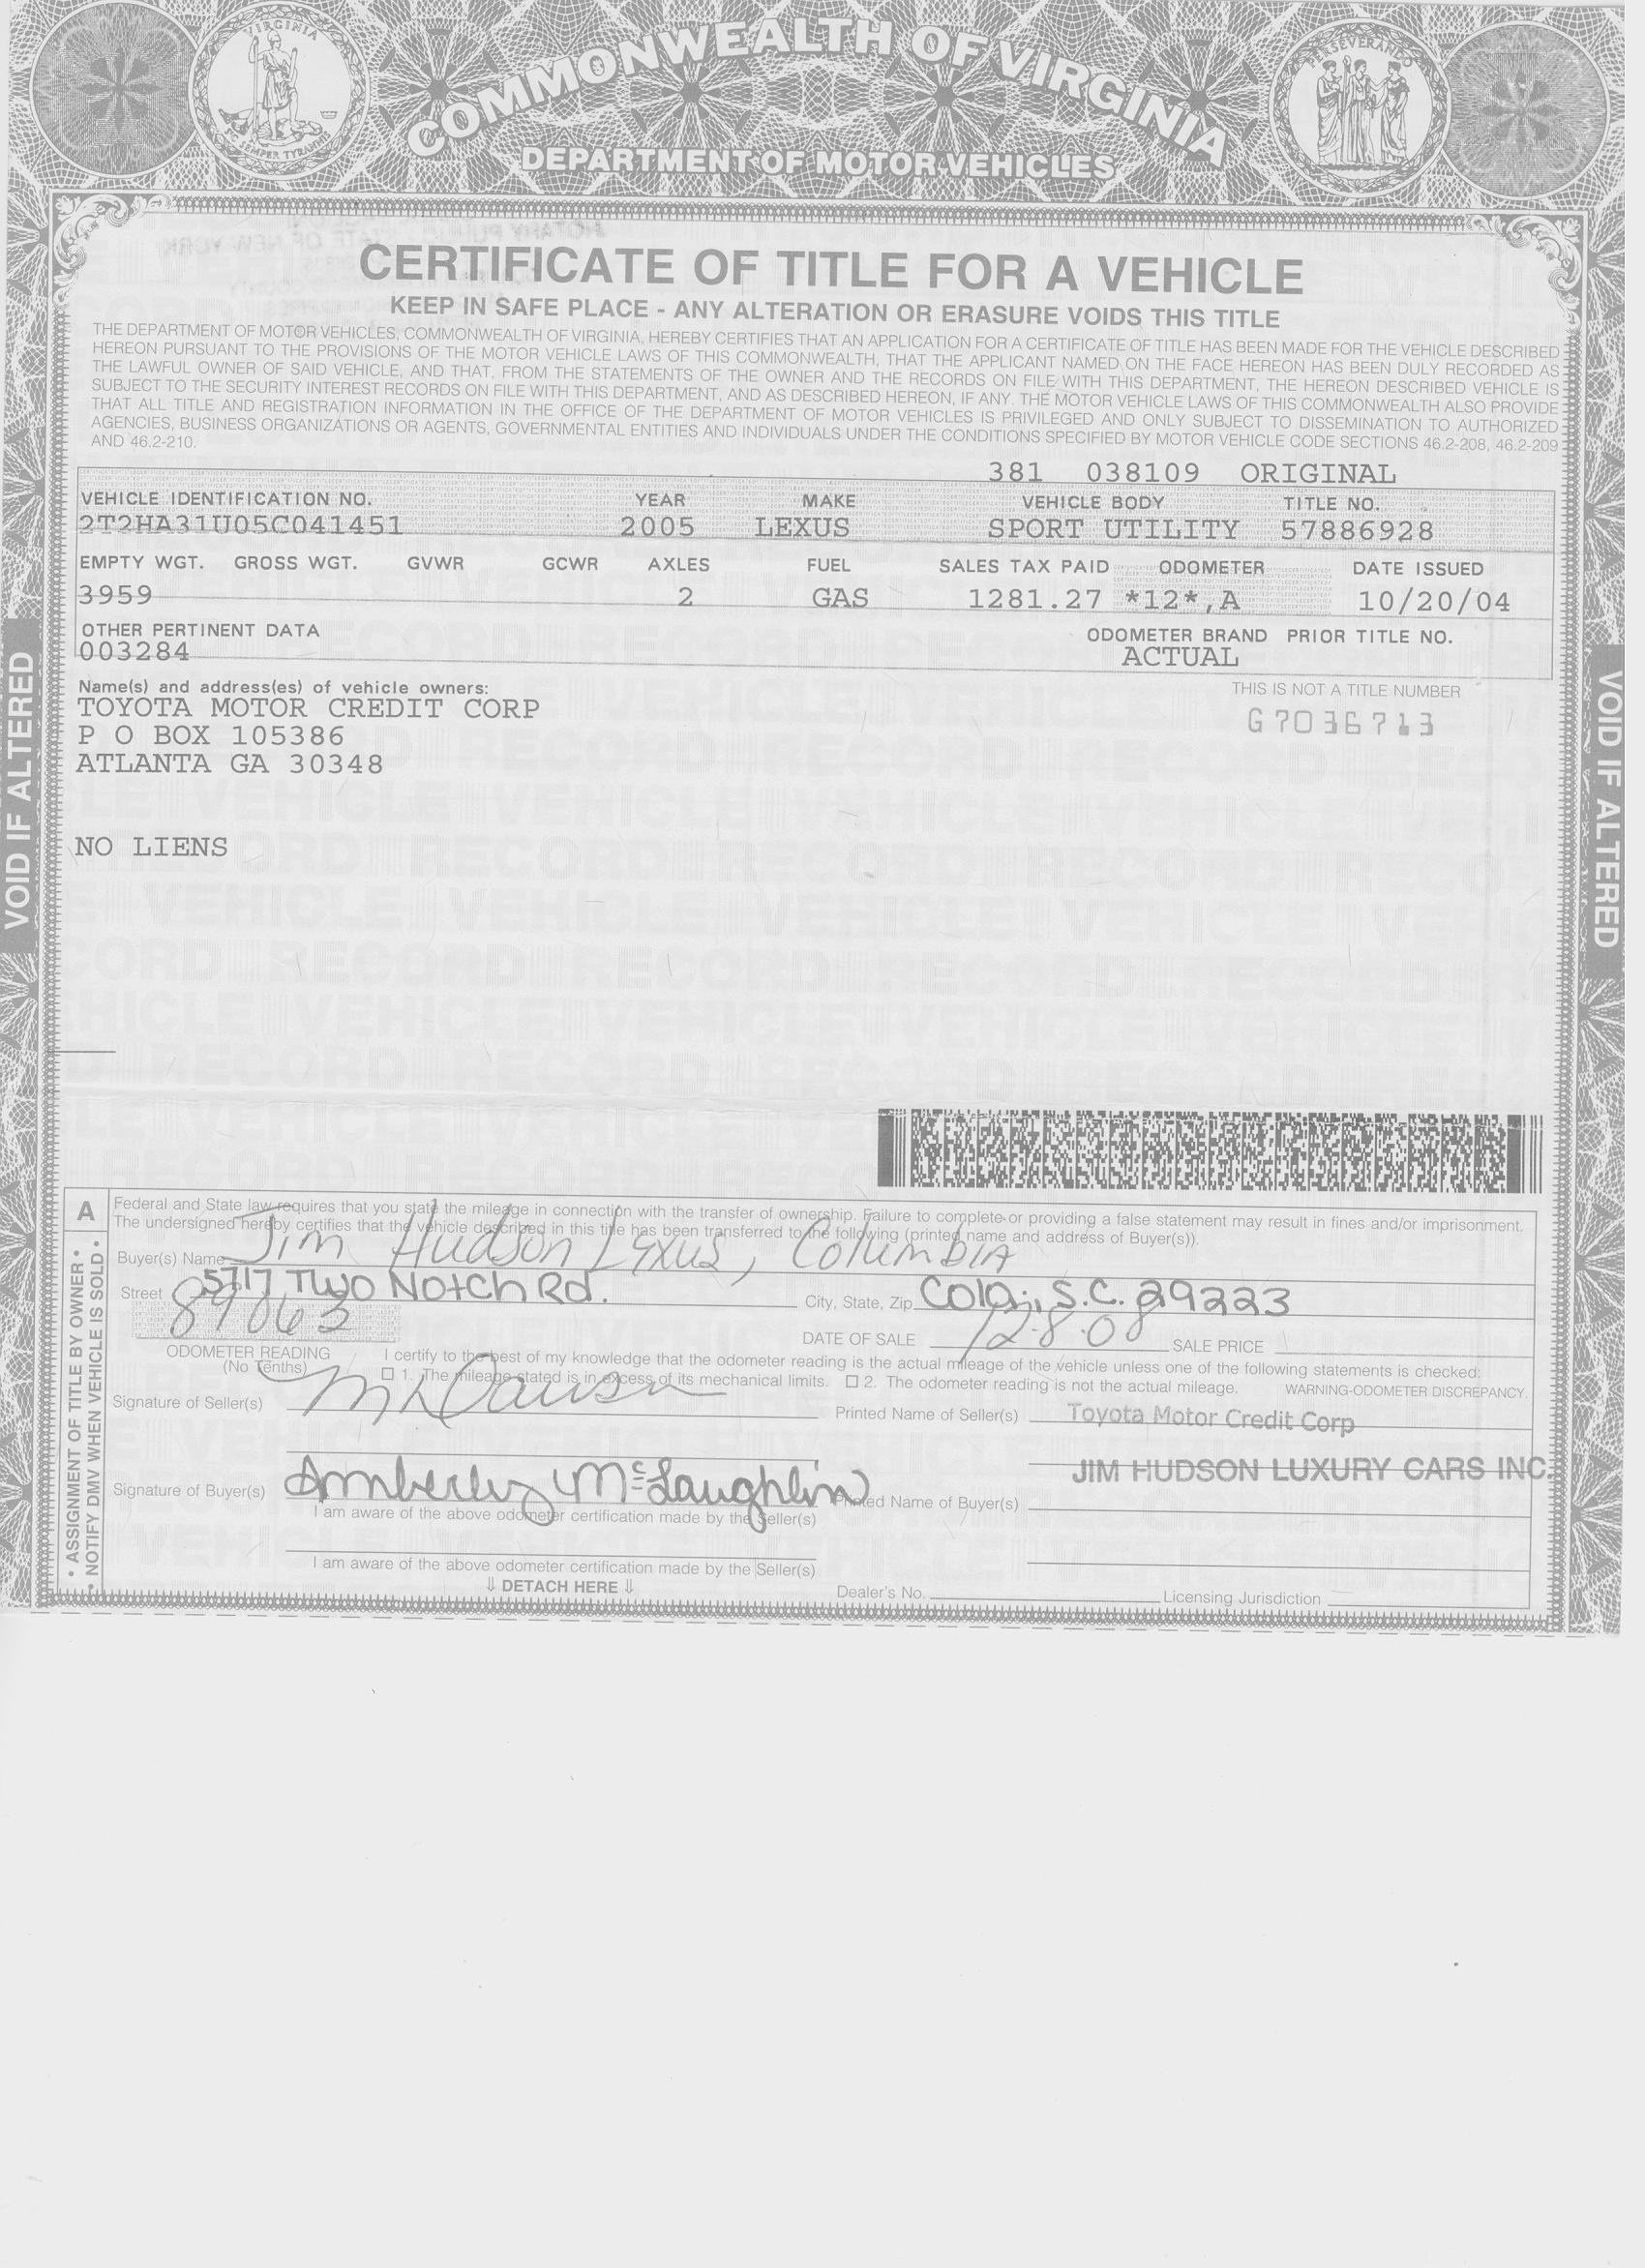 COMMONWEALTH OF VIRGINIA
VIRGINIA
SEMPER TYRANNIS
PERSEVERANDO
DEPARTMENT OF MOTOR VEHICLES
CERTIFICATE OF TITLE FOR A VEHICLE
KEEP IN SAFE PLACE - ANY ALTERATION OR ERASURE VOIDS THIS TITLE
THE DEPARTMENT OF MOTOR VEHICLES, COMMONWEALTH OF VIRGINIA, HEREBY CERTIFIES THAT AN APPLICATION FOR A CERTIFICATE OF TITLE HAS BEEN MADE FOR THE VEHICLE DESCRIBED
HEREON PURSUANT TO THE PROVISIONS OF THE MOTOR VEHICLE LAWS OF THIS COMMONWEALTH, THAT THE APPLICANT NAMED ON THE FACE HEREON HAS BEEN DULY RECORDED AS
THE LAWFUL OWNER OF SAID VEHICLE, AND THAT, FROM THE STATEMENTS OF THE OWNER AND THE RECORDS ON FILE WITH THIS DEPARTMENT, THE HEREON DESCRIBED VEHICLE IS
SUBJECT TO THE SECURITY INTEREST RECORDS ON FILE WITH THIS DEPARTMENT, AND AS DESCRIBED HEREON, IF ANY. THE MOTOR VEHICLE LAWS OF THIS COMMONWEALTH ALSO PROVIDE
THAT ALL TITLE AND REGISTRATION INFORMATION IN THE OFFICE OF THE DEPARTMENT OF MOTOR VEHICLES IS PRIVILEGED AND ONLY SUBJECT TO DISSEMINATION TO AUTHORIZED
AGENCIES, BUSINESS ORGANIZATIONS OR AGENTS, GOVERNMENTAL ENTITIES AND INDIVIDUALS UNDER THE CONDITIONS SPECIFIED BY MOTOR VEHICLE CODE SECTIONS 46.2-208, 46.2-209
AND 46.2-210.
381 038109 ORIGINAL
VEHICLE IDENTIFICATION NO. YEAR MAKE VEHICLE BODY TITLE NO.
2T2HA31U05C041451 2005 LEXUS SPORT UTILITY 57886928
EMPTY WGT. GROSS WGT. GVWR GCWR AXLES FUEL SALES TAX PAID ODOMETER DATE ISSUED
3959 2 GAS 1281.27 *12*,A 10/20/04
OTHER PERTINENT DATA ODOMETER BRAND PRIOR TITLE NO.
003284 ACTUAL
Name(s) and address(es) of vehicle owners: THIS IS NOT A TITLE NUMBER
TOYOTA MOTOR CREDIT CORP G7036713
P O BOX 105386
ATLANTA GA 30348
NO LIENS
VOID IF ALTERED
VOID IF ALTERED
A
• ASSIGNMENT OF TITLE BY OWNER •
• NOTIFY DMV WHEN VEHICLE IS SOLD •
Federal and State law requires that you state the mileage in connection with the transfer of ownership. Failure to complete or providing a false statement may result in fines and/or imprisonment.
The undersigned hereby certifies that the vehicle described in this title has been transferred to the following (printed name and address of Buyer(s)).
Buyer(s) Name Jim Hudson Lexus, Columbia
Street 5717 Two Notch Rd. City, State, Zip Cola., S.C. 29223
89063 DATE OF SALE 12-8-08 SALE PRICE
ODOMETER READING I certify to the best of my knowledge that the odometer reading is the actual mileage of the vehicle unless one of the following statements is checked:
(No Tenths) 1. The mileage stated is in excess of its mechanical limits. 2. The odometer reading is not the actual mileage. WARNING-ODOMETER DISCREPANCY.
Signature of Seller(s) Printed Name of Seller(s) Toyota Motor Credit Corp
JIM HUDSON LUXURY CARS INC.
Signature of Buyer(s) Amberly McLaughlin Printed Name of Buyer(s)
I am aware of the above odometer certification made by the Seller(s)
I am aware of the above odometer certification made by the Seller(s)
⇓ DETACH HERE ⇓ Dealer's No. Licensing Jurisdiction